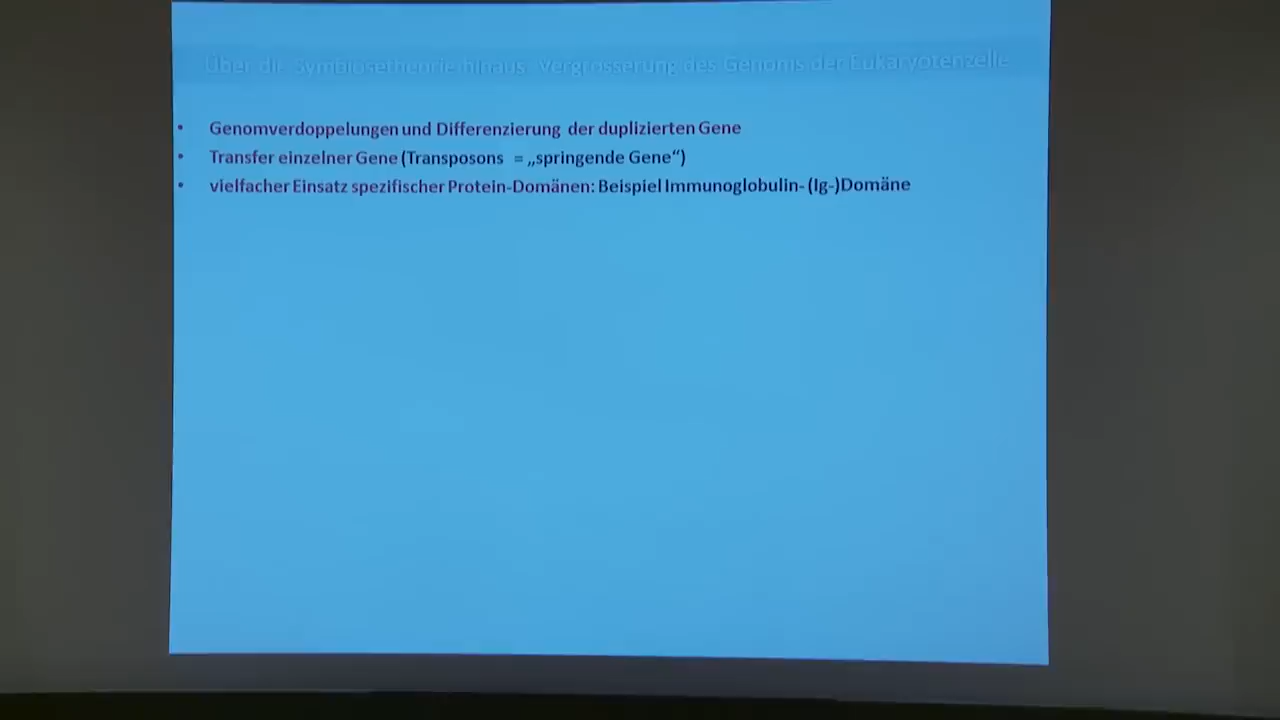 Über die Symbiosetheorie hinaus: Vergrösserung des Genoms der Eukaryotenzelle
• Genomverdoppelungen und Differenzierung der duplizierten Gene
• Transfer einzelner Gene (Transposons = „springende Gene“)
• vielfacher Einsatz spezifischer Protein-Domänen: Beispiel Immunoglobulin- (Ig-)Domäne